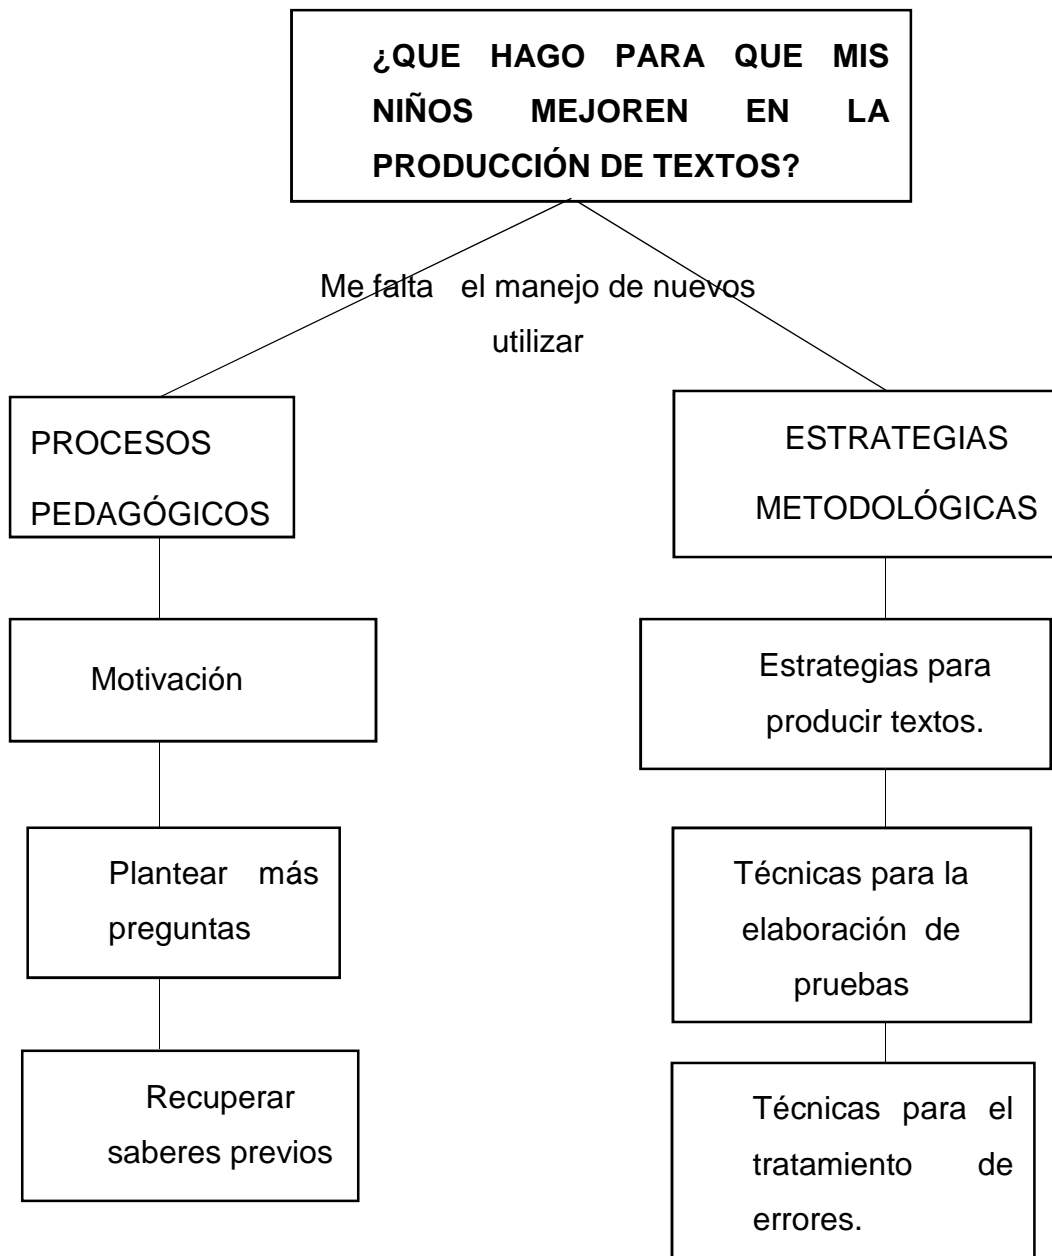 ¿QUE HAGO PARA QUE MIS
NIÑOS MEJOREN EN LA
PRODUCCIÓN DE TEXTOS?
Me falta el manejo de nuevos
utilizar
PROCESOS
PEDAGÓGICOS
Motivación
Plantear más
preguntas
Recuperar
saberes previos
ESTRATEGIAS
METODOLÓGICAS
Estrategias para
producir textos.
Técnicas para la
elaboración de
pruebas
Técnicas para el
tratamiento de
errores.